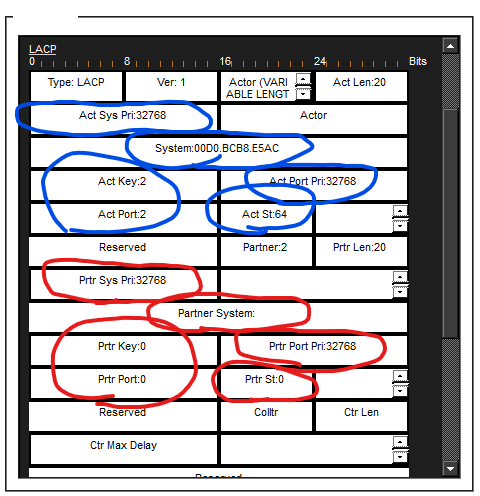 LACP
0 8 16 24 Bits
Type: LACP Ver: 1 Actor (VARI Act Len:20
ABLE LENGT
Act Sys Pri:32768 Actor
System:00D0.BCB8.E5AC
Act Key:2 Act Port Pri:32768
Act Port:2 Act St:64
Reserved Partner:2 Prtr Len:20
Prtr Sys Pri:32768
Partner System:
Prtr Key:0 Prtr Port Pri:32768
Prtr Port:0 Prtr St:0
Reserved Colltr Ctr Len
Ctr Max Delay
Reserved